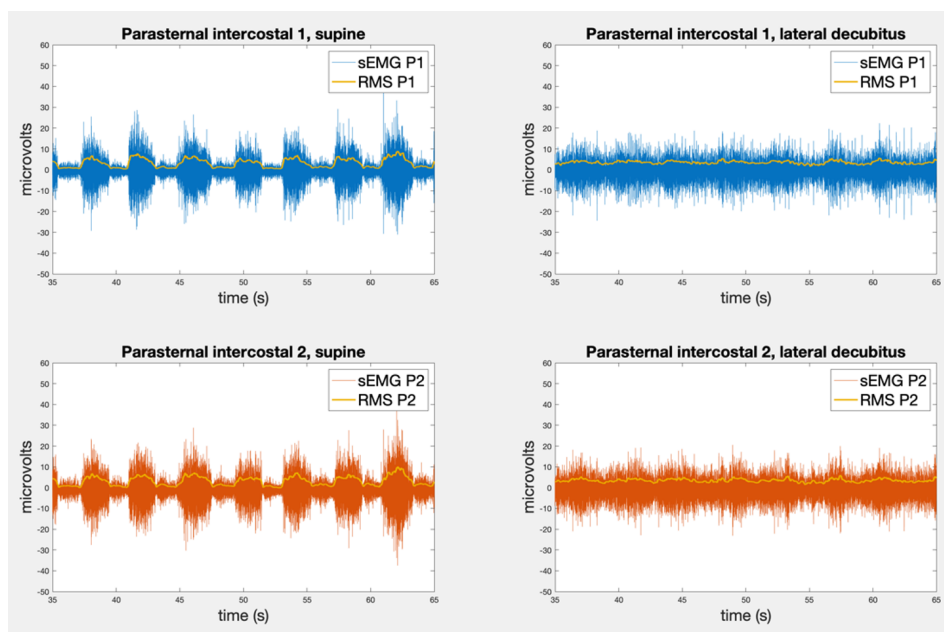 Parasternal intercostal 1, supine
60
50
40
30
20
10
0
-10
-20
-30
-40
-50
microvolts
sEMG P1
RMS P1
35 40 45 50 55 60 65
time (s)
Parasternal intercostal 1, lateral decubitus
60
50
40
30
20
10
0
-10
-20
-30
-40
-50
microvolts
sEMG P1
RMS P1
35 40 45 50 55 60 65
time (s)
Parasternal intercostal 2, supine
60
50
40
30
20
10
0
-10
-20
-30
-40
-50
microvolts
sEMG P2
RMS P2
35 40 45 50 55 60 65
time (s)
Parasternal intercostal 2, lateral decubitus
60
50
40
30
20
10
0
-10
-20
-30
-40
-50
microvolts
sEMG P2
RMS P2
35 40 45 50 55 60 65
time (s)